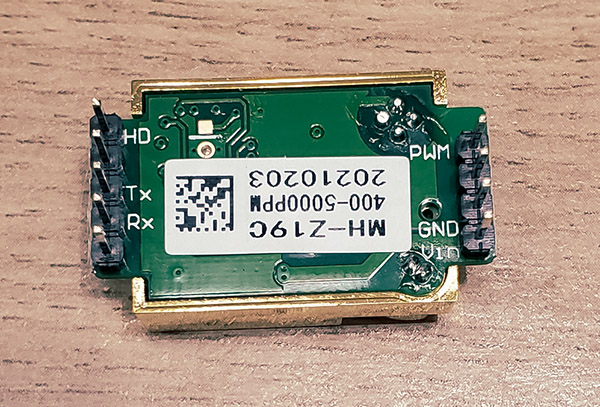 HD
Tx
Rx
PWM
GND
Vin
MH-Z19C
400-5000PPM
20210203